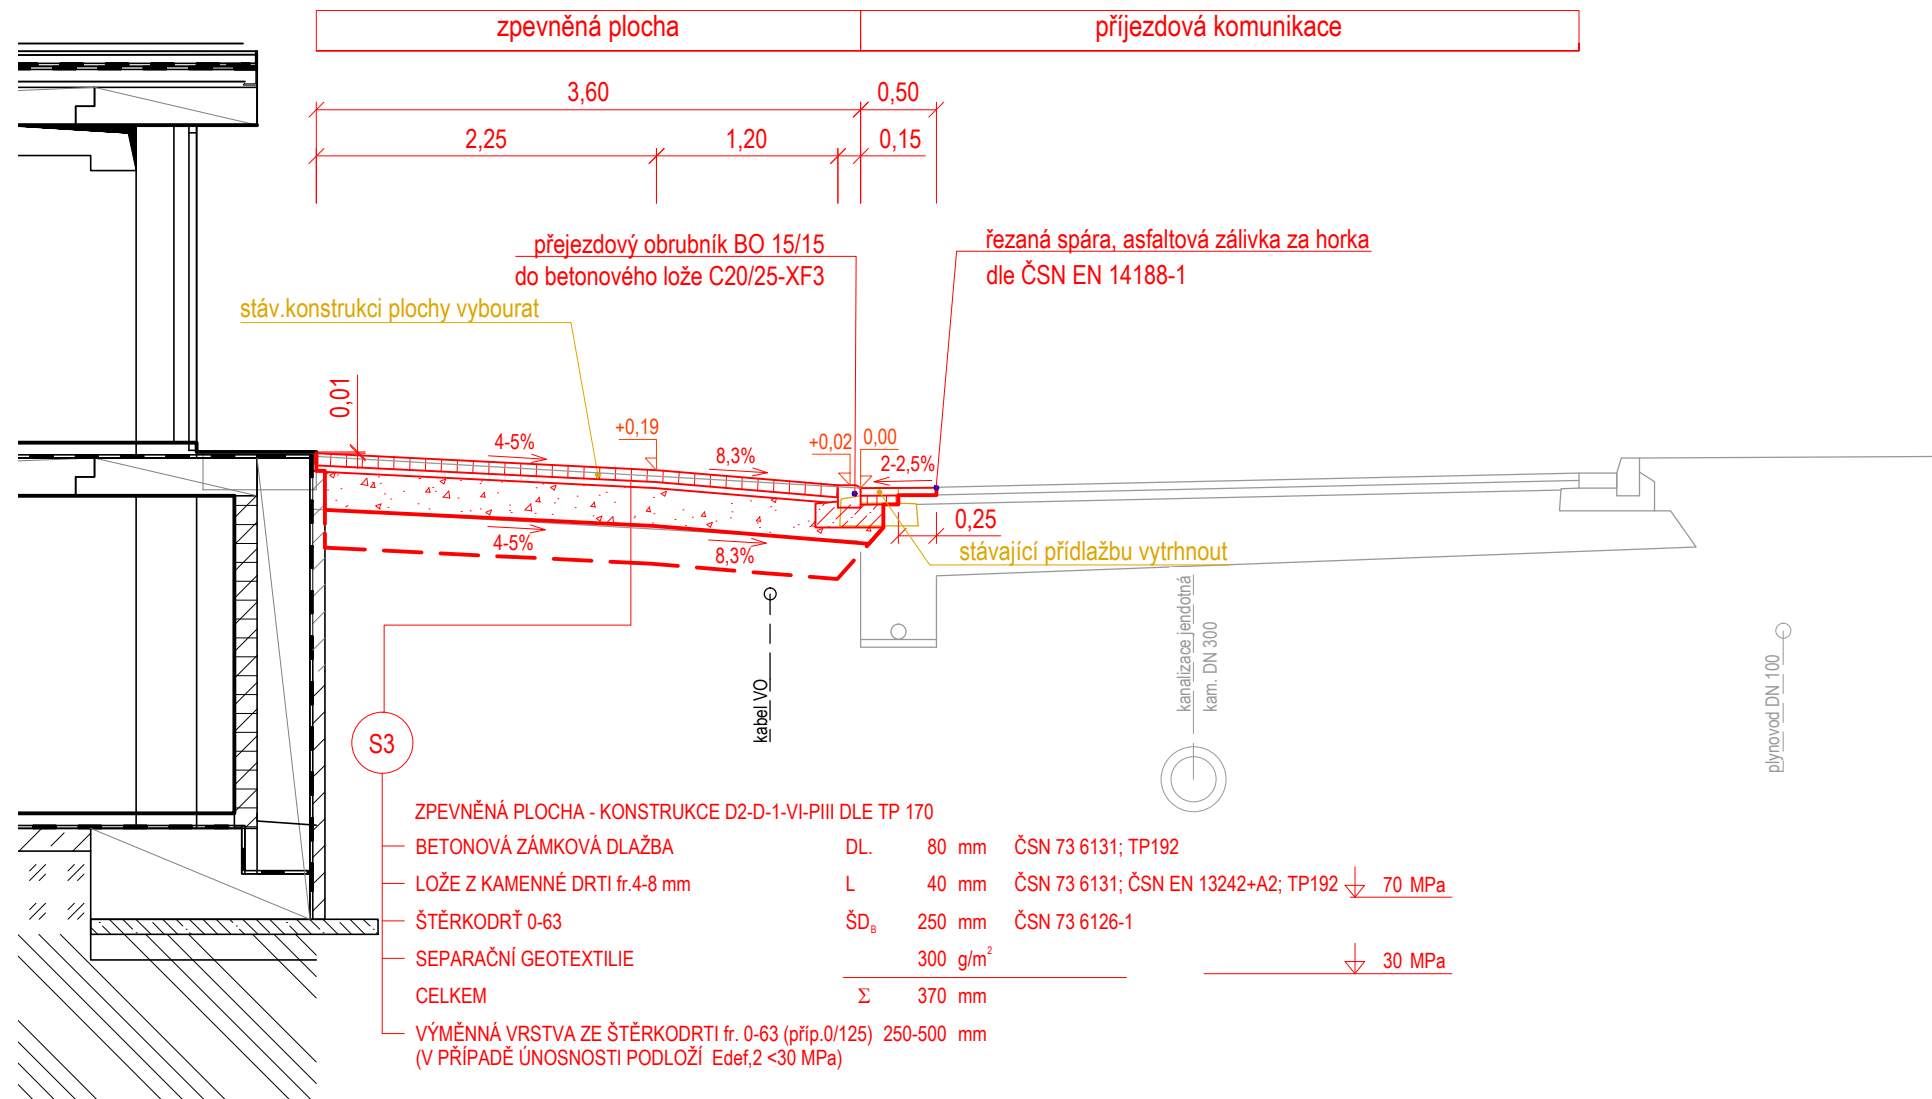 zpevněná plocha
příjezdová komunikace
3,60
0,50
2,25
1,20
0,15
přejezdový obrubník BO 15/15
do betonového lože C20/25-XF3
řezaná spára, asfaltová zálivka za horka
dle ČSN EN 14188-1
stáv.konstrukci plochy vybourat
0,01
4-5%
+0,19
8,3%
+0,02
0,00
2-2,5%
4-5%
8,3%
0,25
stávající přídlažbu vytrhnout
kabel VO
kanalizace jendotná
kam. DN 300
plynovod DN 100
S3
ZPEVNĚNÁ PLOCHA - KONSTRUKCE D2-D-1-VI-PIII DLE TP 170
BETONOVÁ ZÁMKOVÁ DLAŽBA DL. 80 mm ČSN 73 6131; TP192
LOŽE Z KAMENNÉ DRTI fr.4-8 mm L 40 mm ČSN 73 6131; ČSN EN 13242+A2; TP192 70 MPa
ŠTĚRKODRŤ 0-63 ŠDB 250 mm ČSN 73 6126-1
SEPARAČNÍ GEOTEXTILIE 300 g/m² 30 MPa
CELKEM Σ 370 mm
VÝMĚNNÁ VRSTVA ZE ŠTĚRKODRTI fr. 0-63 (příp.0/125) 250-500 mm
(V PŘÍPADĚ ÚNOSNOSTI PODLOŽÍ Edef,2 <30 MPa)